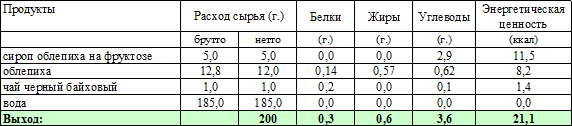 Продукты Расход сырья (г.) Белки Жиры Углеводы Энергетическая ценность
брутто нетто (г.) (г.) (г.) (ккал)
сироп облепиха на фруктозе 5,0 5,0 0,0 0,0 2,9 11,5
облепиха 12,8 12,0 0,14 0,57 0,62 8,2
чай черный байховый 1,0 1,0 0,2 0,0 0,1 1,4
вода 185,0 185,0 0,0 0,0 0,0 0,0
Выход: 200 0,3 0,6 3,6 21,1